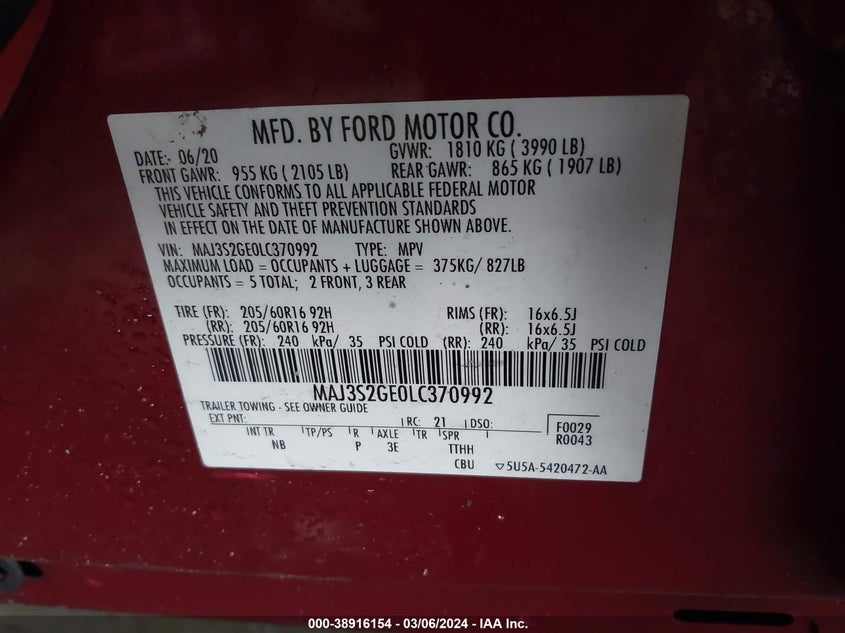 MFD. BY FORD MOTOR CO.
DATE: 06/20 GVWR: 1810 KG ( 3990 LB)
FRONT GAWR: 955 KG ( 2105 LB) REAR GAWR: 865 KG ( 1907 LB)
THIS VEHICLE CONFORMS TO ALL APPLICABLE FEDERAL MOTOR
VEHICLE SAFETY AND THEFT PREVENTION STANDARDS
IN EFFECT ON THE DATE OF MANUFACTURE SHOWN ABOVE.
VIN: MAJ3S2GE0LC370992 TYPE: MPV
MAXIMUM LOAD = OCCUPANTS + LUGGAGE = 375KG/ 827LB
OCCUPANTS = 5 TOTAL; 2 FRONT, 3 REAR
TIRE (FR): 205/60R16 92H RIMS (FR): 16x6.5J
(RR): 205/60R16 92H (RR): 16x6.5J
PRESSURE (FR): 240 kPa/ 35 PSI COLD (RR): 240 kPa/ 35 PSI COLD
MAJ3S2GE0LC370992
TRAILER TOWING - SEE OWNER GUIDE
EXT PNT: RC: 21 DSO: F0029
INT TR TP/PS R AXLE TR SPR R0043
NB P 3E TTHH
CBU 5U5A-5420472-AA
000-38916154 — 03/06/2024 — IAA Inc.